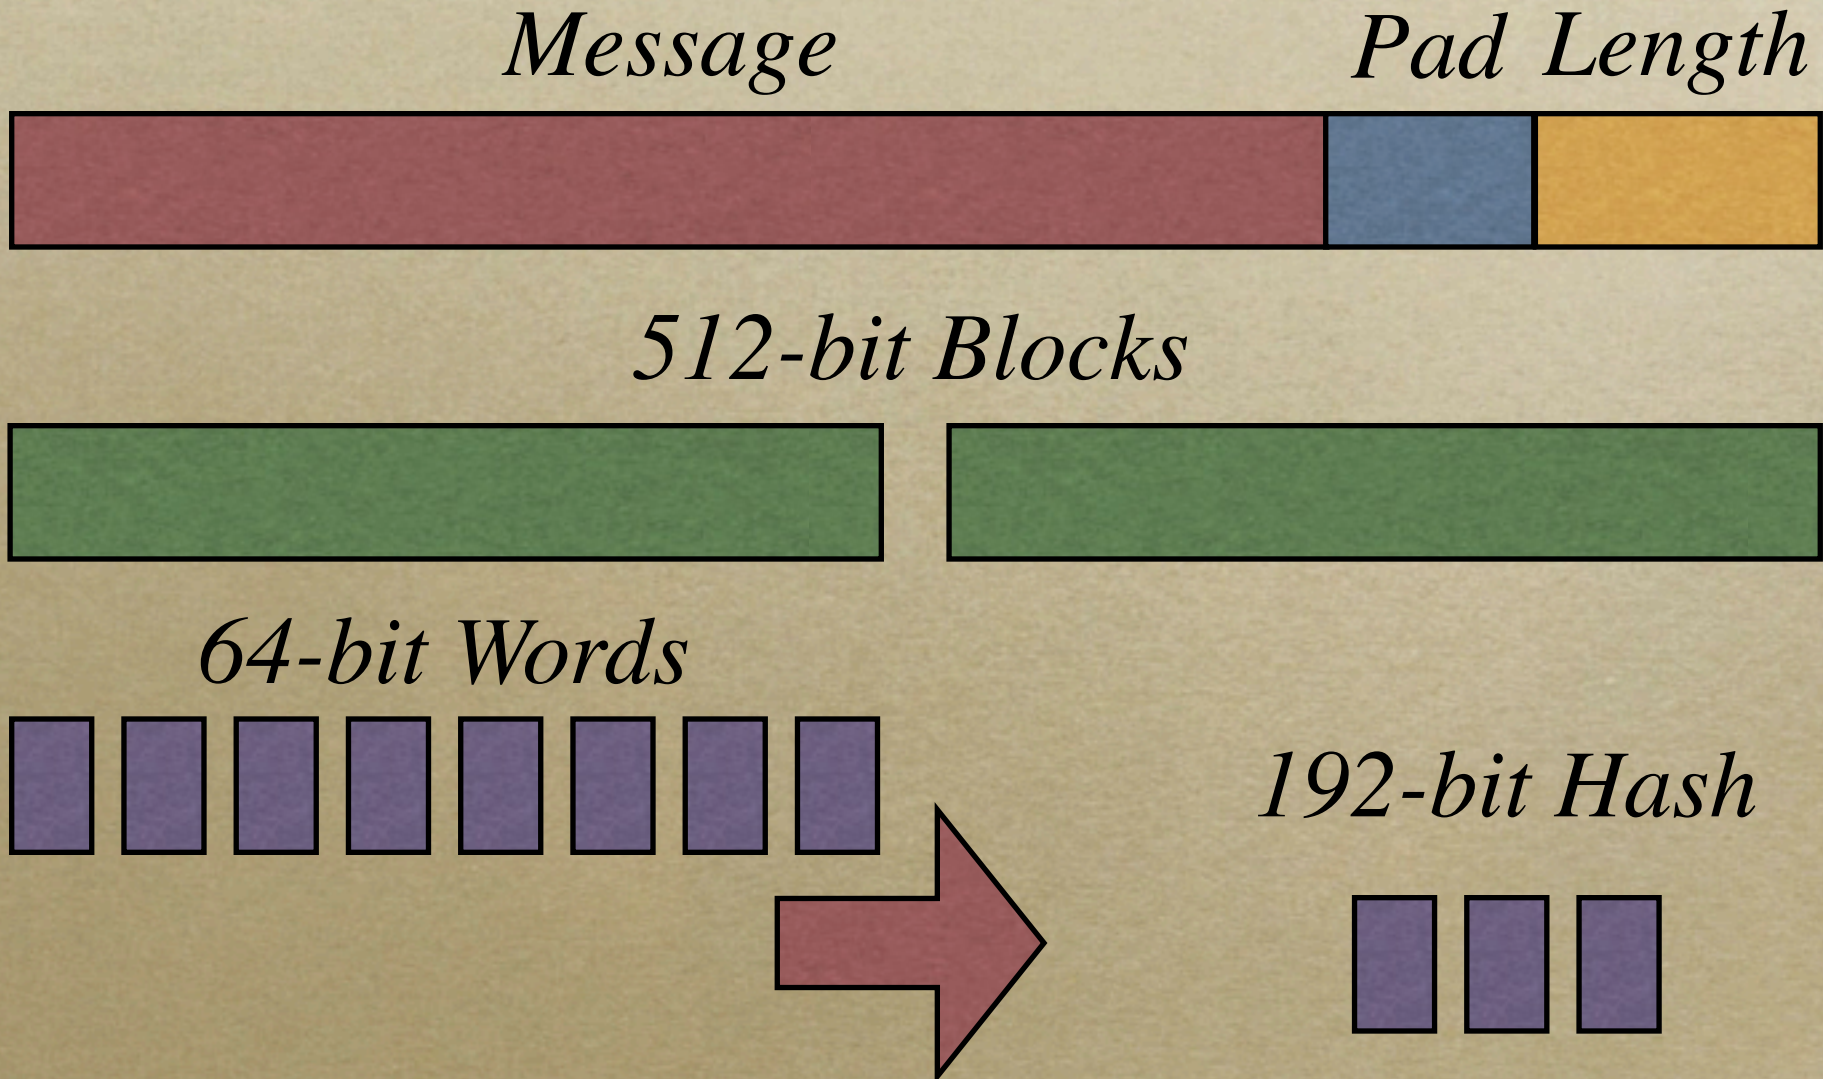 Message Pad Length
512-bit Blocks
64-bit Words
192-bit Hash